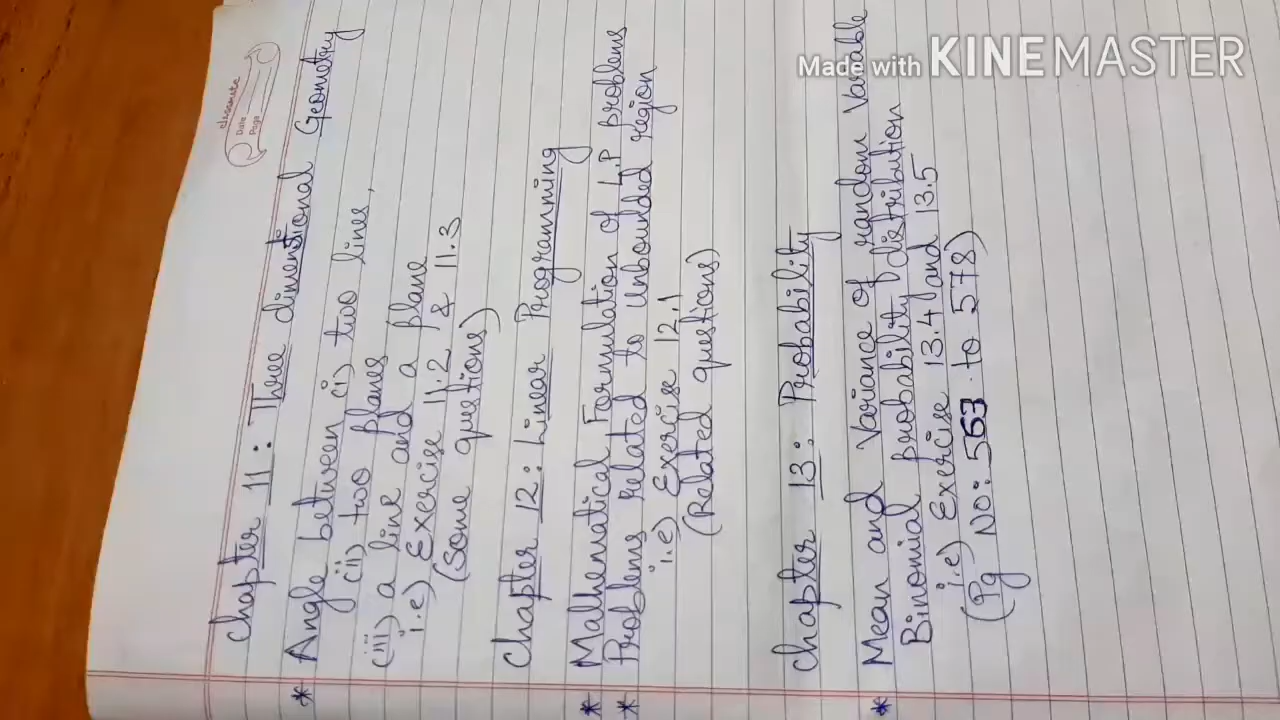 classmate
Date
Page
Chapter 11: Three dimentional Geometry
* Angle between (i) two lines,
(ii) two planes
(iii) a line and a plane
i.e) Exercise 11.2 & 11.3
(Some questions)
Chapter 12: Linear Programming
* Mathematical Formulation of L.P problems
* Problems related to Unbounded region
i.e) Exercise 12.1
(Related questions)
Chapter 13: Probability
* Mean and Variance of random Variable
Binomial probability distribution
i.e) Exercise 13.4 and 13.5
(Pg No: 563 to 578)
Made with KINEMASTER